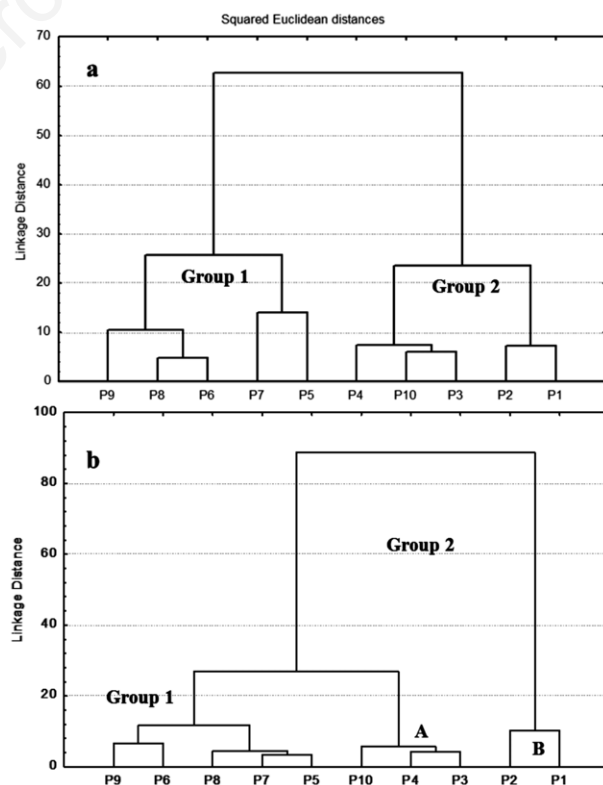 Squared Euclidean distances
70
a
60
50
40
Linkage Distance
30
Group 1
Group 2
20
10
0
P9 P8 P6 P7 P5 P4 P10 P3 P2 P1
100
b
80
Group 2
60
Linkage Distance
40
20
Group 1
A
B
0
P9 P6 P8 P7 P5 P10 P4 P3 P2 P1